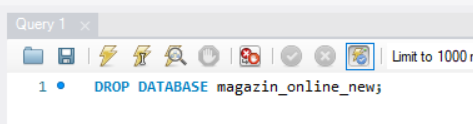 Query 1
Limit to 1000 r
1 DROP DATABASE magazin_online_new;